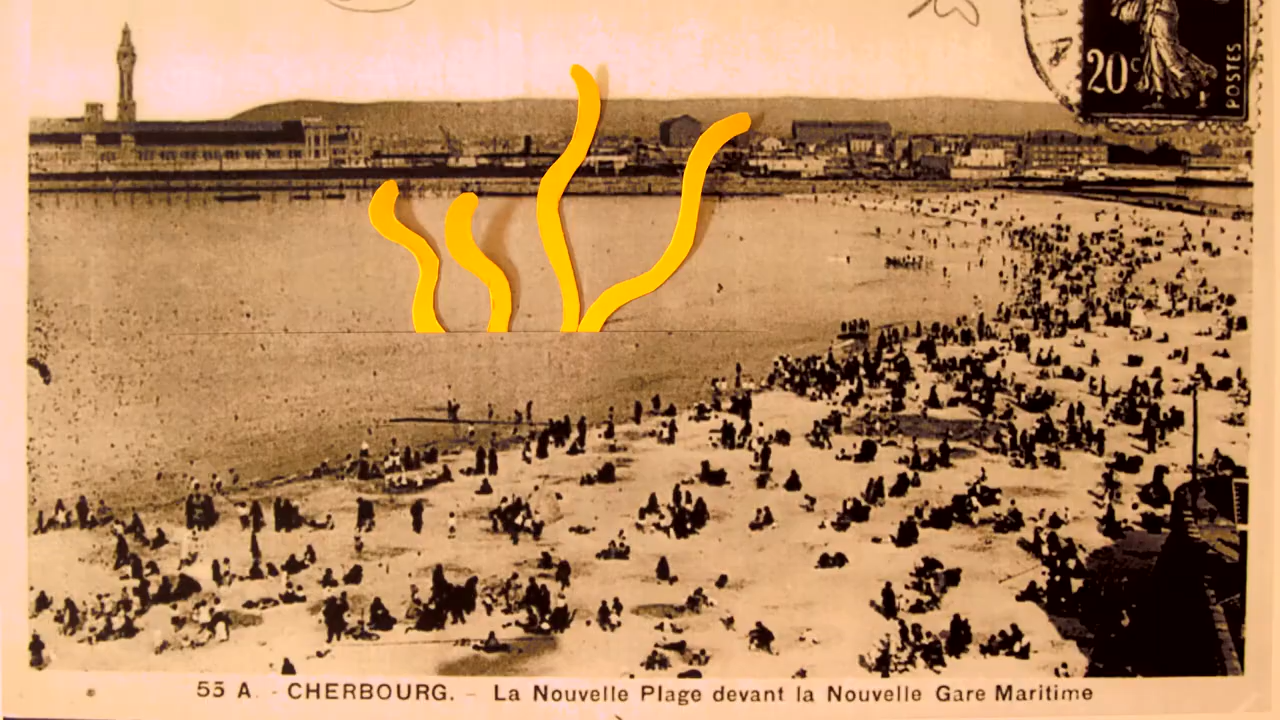 20c
POSTES
55 A. - CHERBOURG. - La Nouvelle Plage devant la Nouvelle Gare Maritime